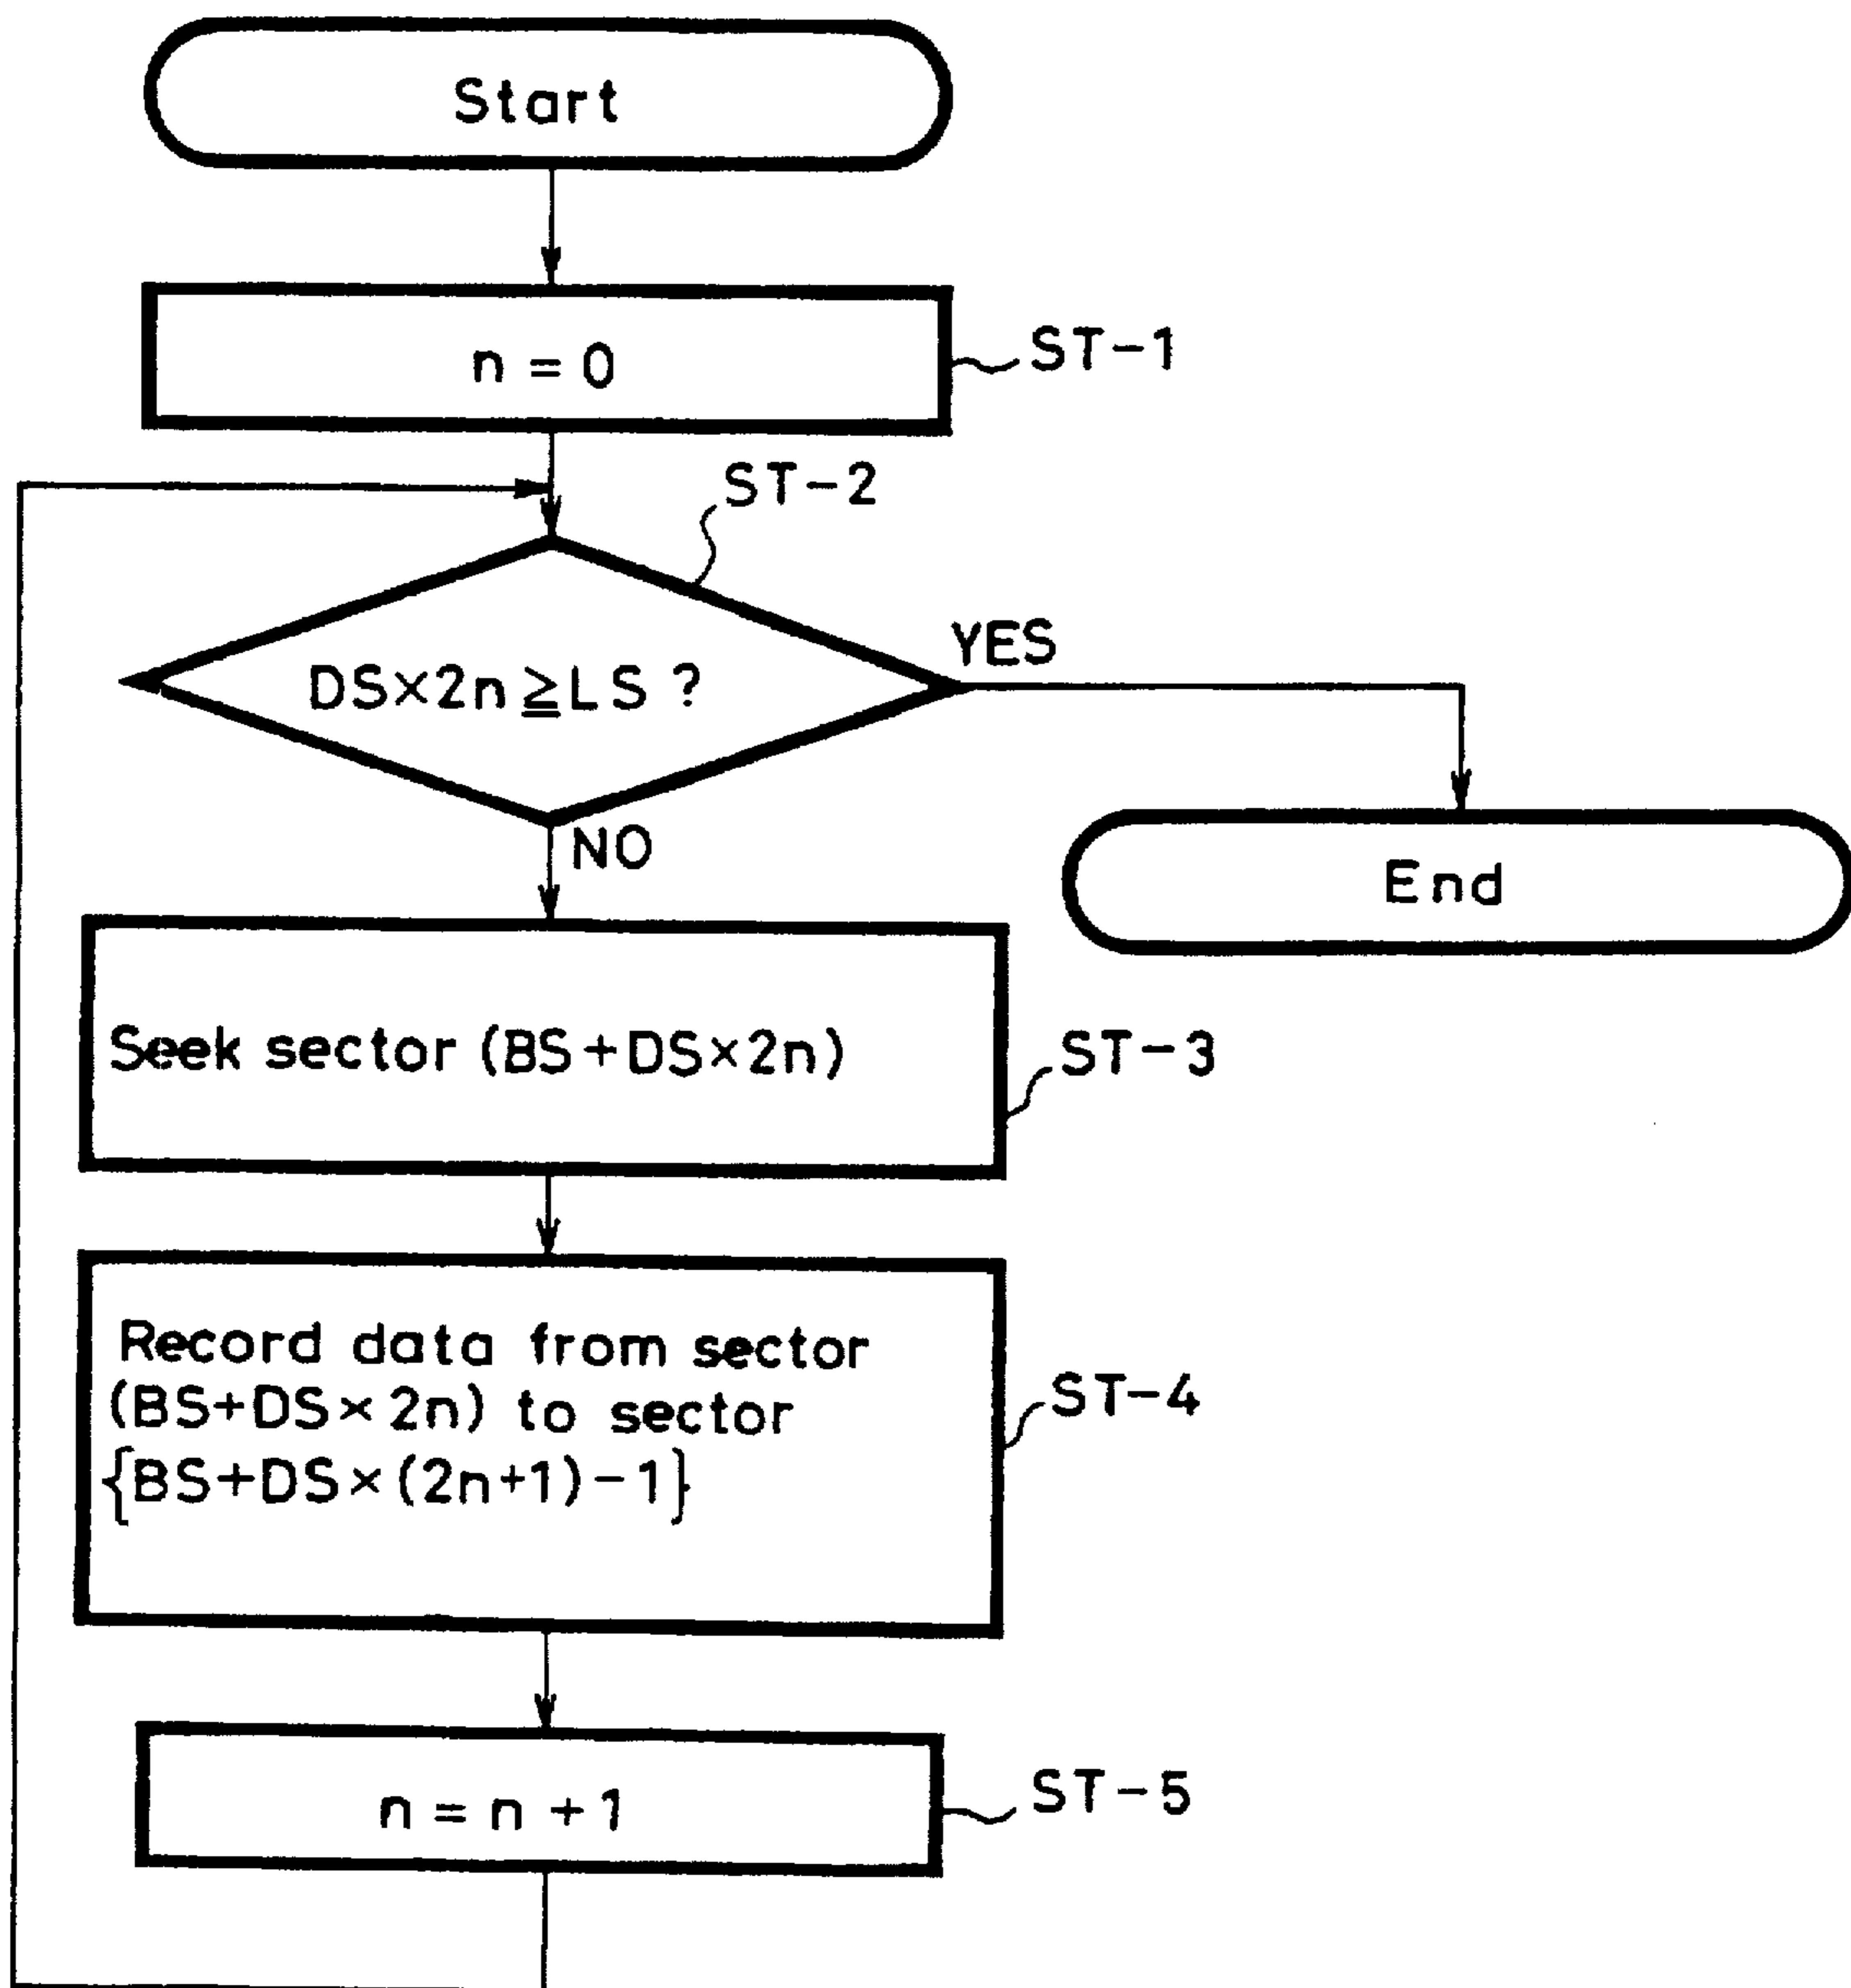 Start
n = 0
ST-1
ST-2
DS×2n≧LS ?
YES
NO
End
Seek sector (BS+DS×2n)
ST-3
Record data from sector
(BS+DS×2n) to sector
{BS+DS×(2n+1)-1}
ST-4
n = n + 1
ST-5